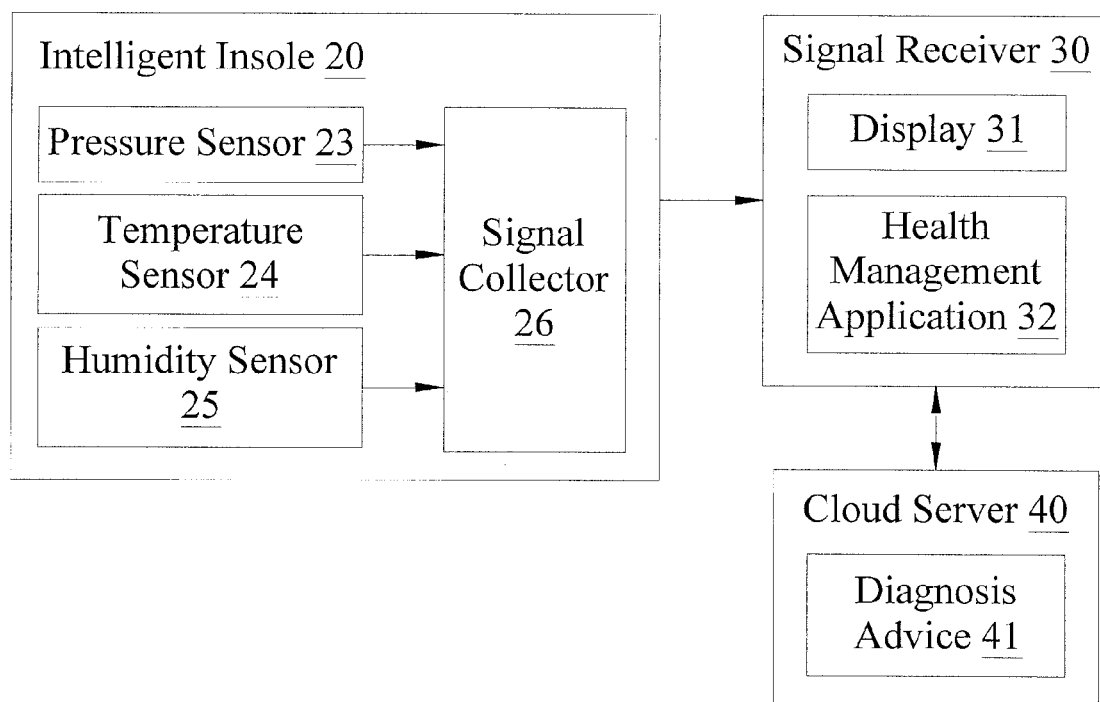 Intelligent Insole 20
Pressure Sensor 23
Temperature
Sensor 24
Humidity Sensor
25
Signal
Collector
26
Signal Receiver 30
Display 31
Health
Management
Application 32
Cloud Server 40
Diagnosis
Advice 41